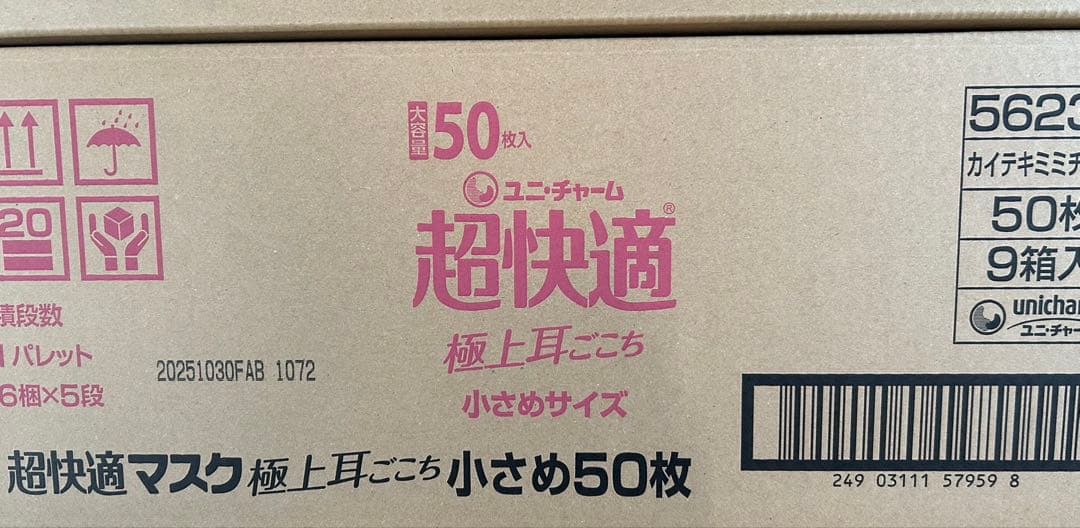 大容量50枚入
ユニ・チャーム
超快適®
極上耳ごこち
小さめサイズ
20
積段数
パレット
6梱×5段
20251030FAB 1072
超快適マスク極上耳ごこち小さめ50枚
5623
カイテキミミ
50枚
9箱入
unichar
ユニ・チャー
249 03111 57959 8